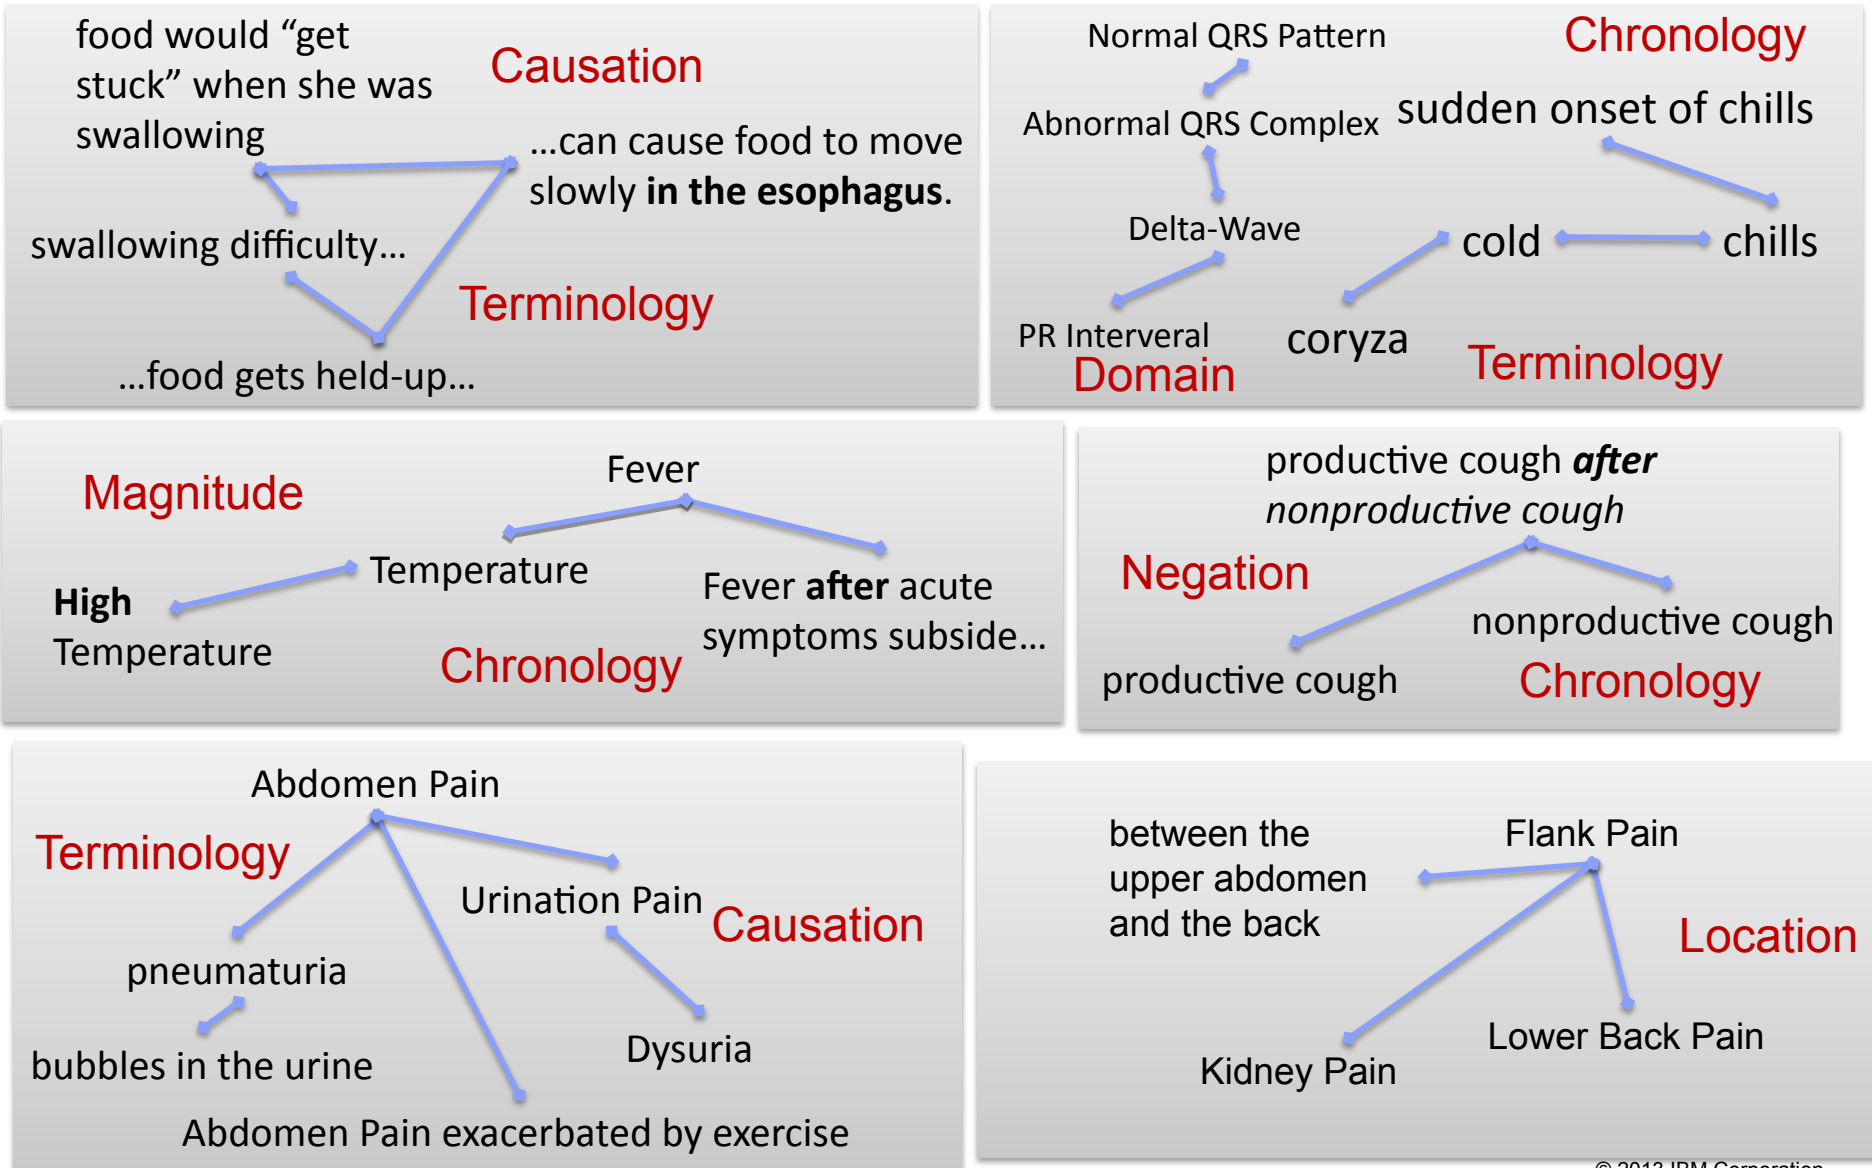 food would “get
stuck” when she was
swallowing
Causation
…can cause food to move
slowly in the esophagus.
swallowing difficulty…
Terminology
…food gets held-up…
Normal QRS Pattern
Chronology
Abnormal QRS Complex
sudden onset of chills
Delta-Wave
cold
chills
PR Interveral
coryza
Domain
Terminology
Magnitude
Fever
Temperature
High
Temperature
Fever after acute
symptoms subside…
Chronology
productive cough after
nonproductive cough
Negation
nonproductive cough
productive cough
Chronology
Abdomen Pain
Terminology
Urination Pain
Causation
pneumaturia
bubbles in the urine
Dysuria
Abdomen Pain exacerbated by exercise
between the
upper abdomen
and the back
Flank Pain
Location
Lower Back Pain
Kidney Pain
© 2013 IBM Corporation